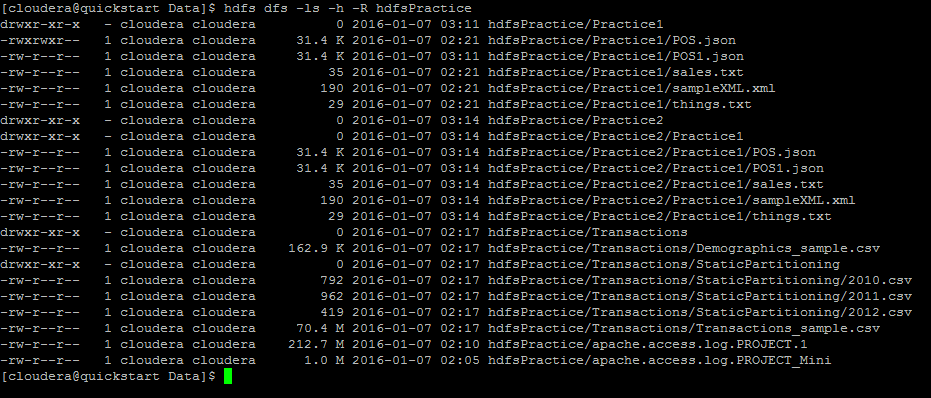 [cloudera@quickstart Data]$ hdfs dfs -ls -h -R hdfsPractice
drwxr-xr-x   - cloudera cloudera          0 2016-01-07 03:11 hdfsPractice/Practice1
-rwxrwxr--   1 cloudera cloudera     31.4 K 2016-01-07 02:21 hdfsPractice/Practice1/POS.json
-rw-r--r--   1 cloudera cloudera     31.4 K 2016-01-07 03:11 hdfsPractice/Practice1/POS1.json
-rw-r--r--   1 cloudera cloudera         35 2016-01-07 02:21 hdfsPractice/Practice1/sales.txt
-rw-r--r--   1 cloudera cloudera        190 2016-01-07 02:21 hdfsPractice/Practice1/sampleXML.xml
-rw-r--r--   1 cloudera cloudera         29 2016-01-07 02:21 hdfsPractice/Practice1/things.txt
drwxr-xr-x   - cloudera cloudera          0 2016-01-07 03:14 hdfsPractice/Practice2
drwxr-xr-x   - cloudera cloudera          0 2016-01-07 03:14 hdfsPractice/Practice2/Practice1
-rw-r--r--   1 cloudera cloudera     31.4 K 2016-01-07 03:14 hdfsPractice/Practice2/Practice1/POS.json
-rw-r--r--   1 cloudera cloudera     31.4 K 2016-01-07 03:14 hdfsPractice/Practice2/Practice1/POS1.json
-rw-r--r--   1 cloudera cloudera         35 2016-01-07 03:14 hdfsPractice/Practice2/Practice1/sales.txt
-rw-r--r--   1 cloudera cloudera        190 2016-01-07 03:14 hdfsPractice/Practice2/Practice1/sampleXML.xml
-rw-r--r--   1 cloudera cloudera         29 2016-01-07 03:14 hdfsPractice/Practice2/Practice1/things.txt
drwxr-xr-x   - cloudera cloudera          0 2016-01-07 02:17 hdfsPractice/Transactions
-rw-r--r--   1 cloudera cloudera    162.9 K 2016-01-07 02:17 hdfsPractice/Transactions/Demographics_sample.csv
drwxr-xr-x   - cloudera cloudera          0 2016-01-07 02:17 hdfsPractice/Transactions/StaticPartitioning
-rw-r--r--   1 cloudera cloudera        792 2016-01-07 02:17 hdfsPractice/Transactions/StaticPartitioning/2010.csv
-rw-r--r--   1 cloudera cloudera        962 2016-01-07 02:17 hdfsPractice/Transactions/StaticPartitioning/2011.csv
-rw-r--r--   1 cloudera cloudera        419 2016-01-07 02:17 hdfsPractice/Transactions/StaticPartitioning/2012.csv
-rw-r--r--   1 cloudera cloudera     70.4 M 2016-01-07 02:17 hdfsPractice/Transactions/Transactions_sample.csv
-rw-r--r--   1 cloudera cloudera    212.7 M 2016-01-07 02:10 hdfsPractice/apache.access.log.PROJECT.1
-rw-r--r--   1 cloudera cloudera      1.0 M 2016-01-07 02:05 hdfsPractice/apache.access.log.PROJECT_Mini
[cloudera@quickstart Data]$